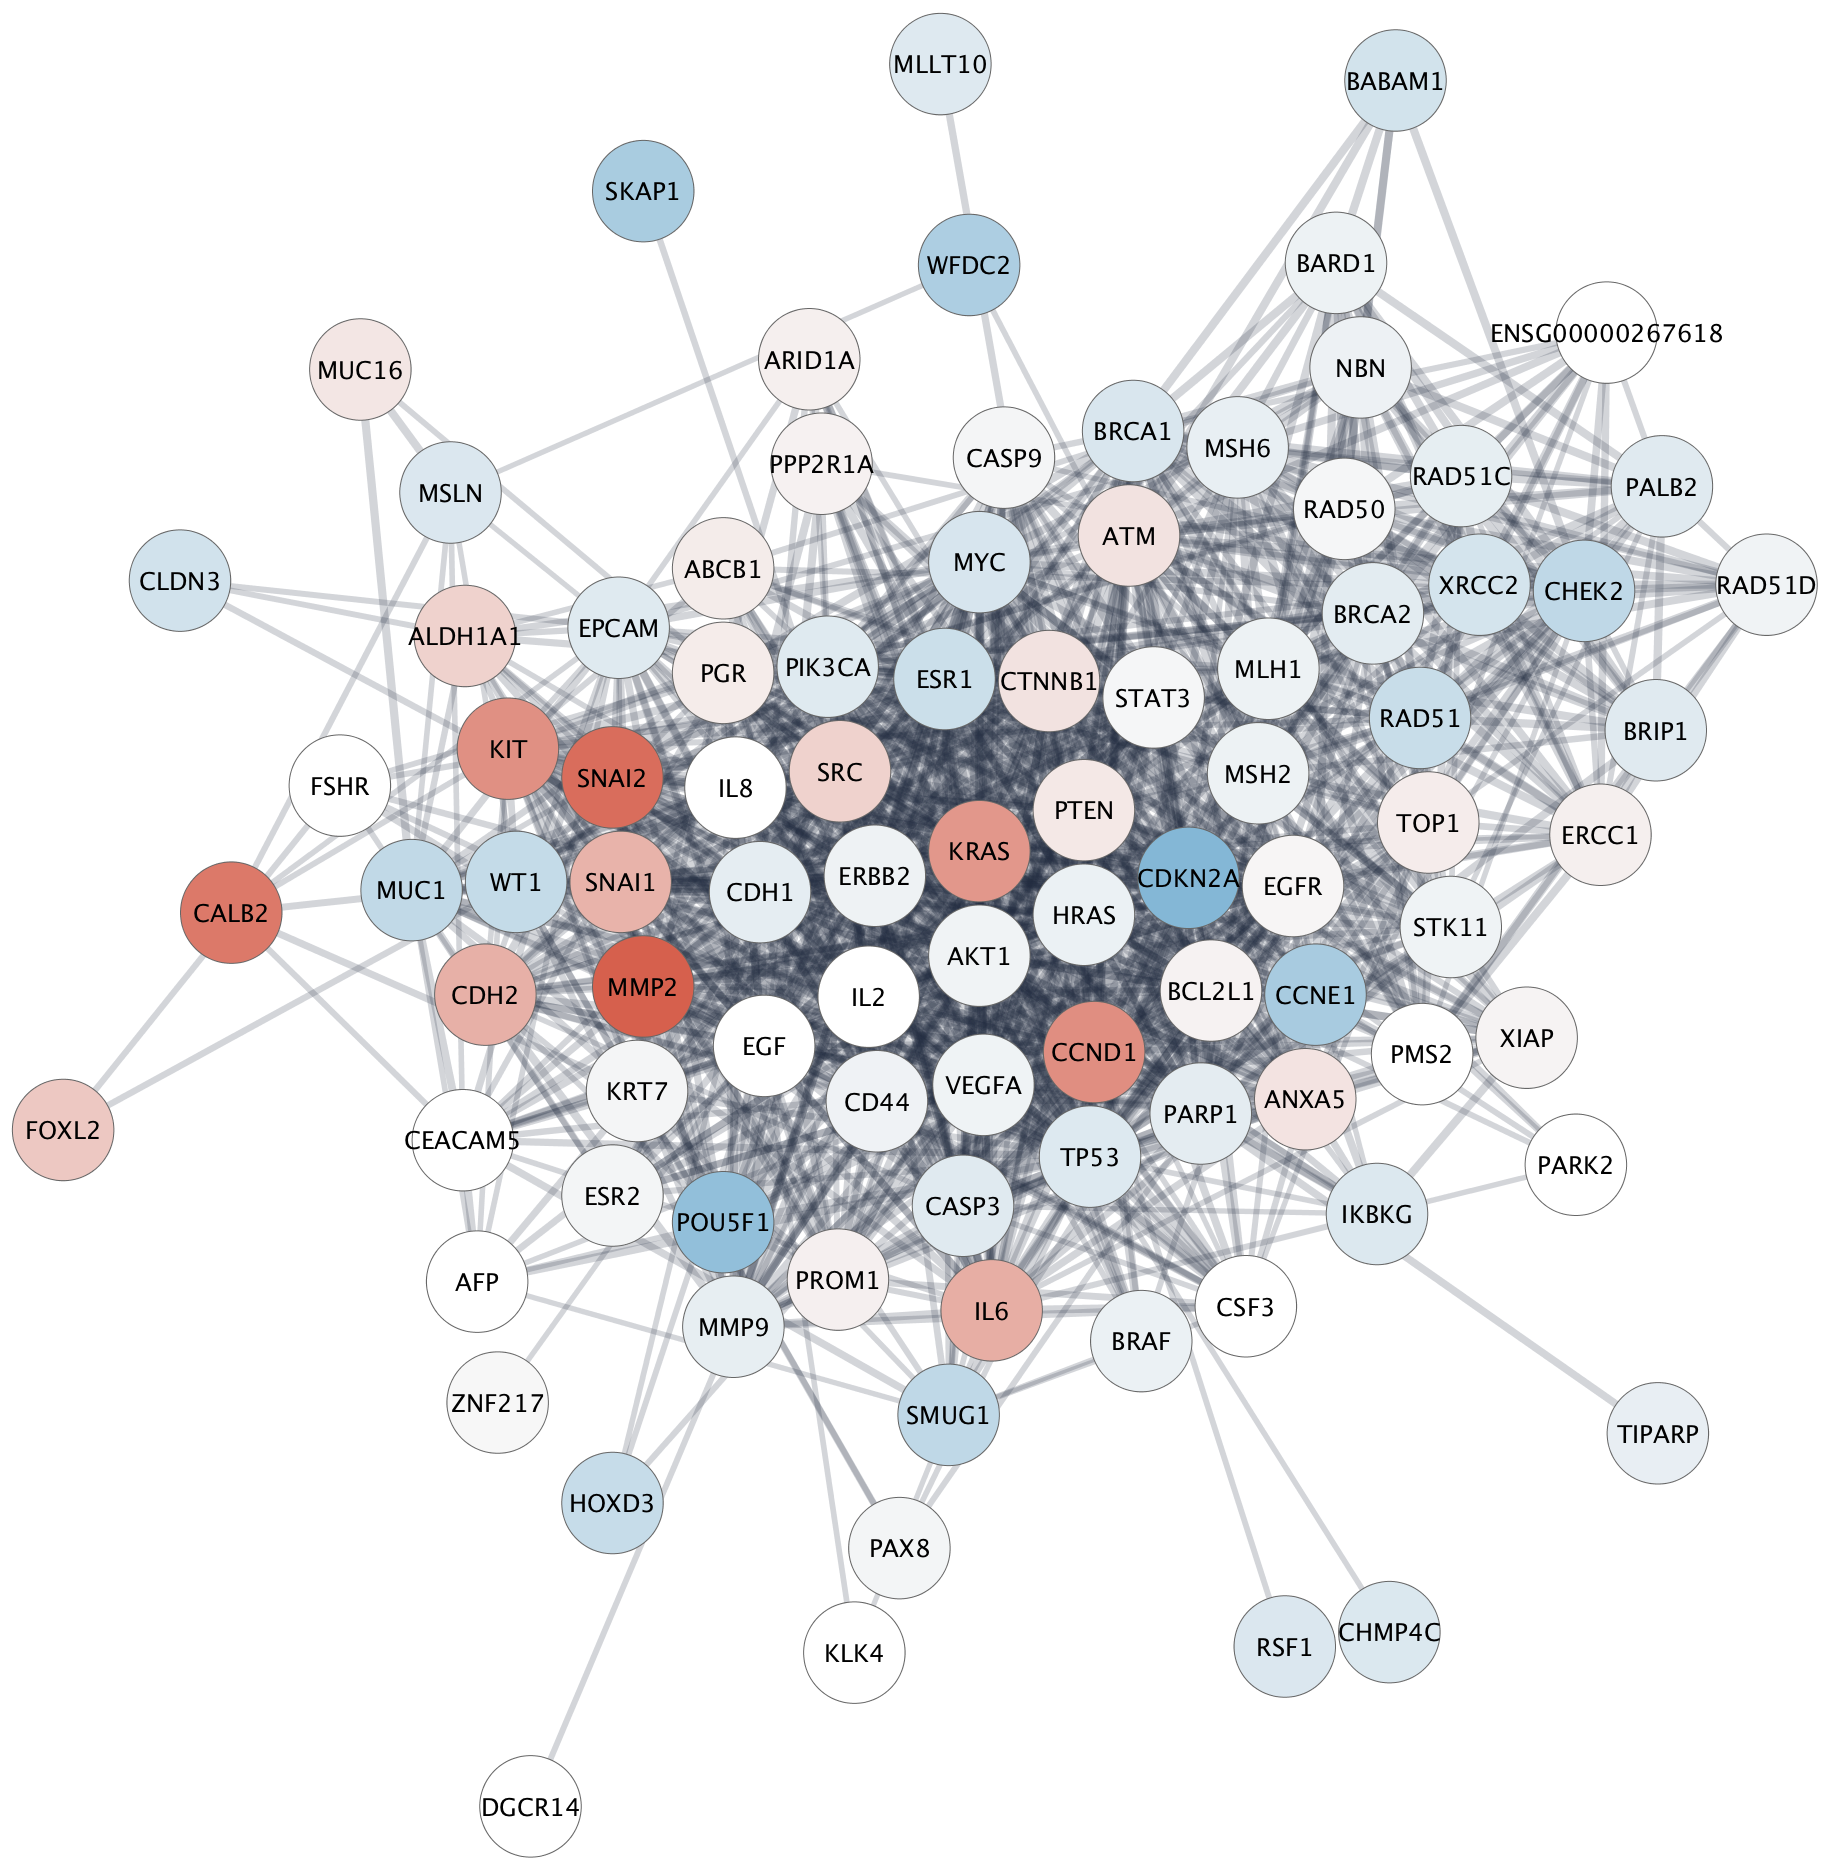 MLLT10
BABAM1
SKAP1
WFDC2
BARD1
ENSG00000267618
ARID1A
MUC16
NBN
BRCA1
MSH6
CASP9
PPP2R1A
RAD51C
PALB2
MSLN
RAD50
ATM
MYC
ABCB1
CLDN3
XRCC2
CHEK2
RAD51D
BRCA2
EPCAM
ALDH1A1
PIK3CA
MLH1
PGR
ESR1
CTNNB1
STAT3
RAD51
BRIP1
KIT
SNAI2
SRC
MSH2
FSHR
IL8
PTEN
TOP1
ERCC1
KRAS
ERBB2
CDKN2A
EGFR
MUC1
WT1
SNAI1
CDH1
CALB2
HRAS
STK11
AKT1
MMP2
BCL2L1
CCNE1
CDH2
IL2
XIAP
EGF
CCND1
PMS2
VEGFA
KRT7
CD44
ANXA5
PARP1
FOXL2
CEACAM5
TP53
PARK2
ESR2
CASP3
IKBKG
POU5F1
AFP
PROM1
CSF3
IL6
MMP9
BRAF
ZNF217
SMUG1
TIPARP
HOXD3
PAX8
CHMP4C
RSF1
KLK4
DGCR14